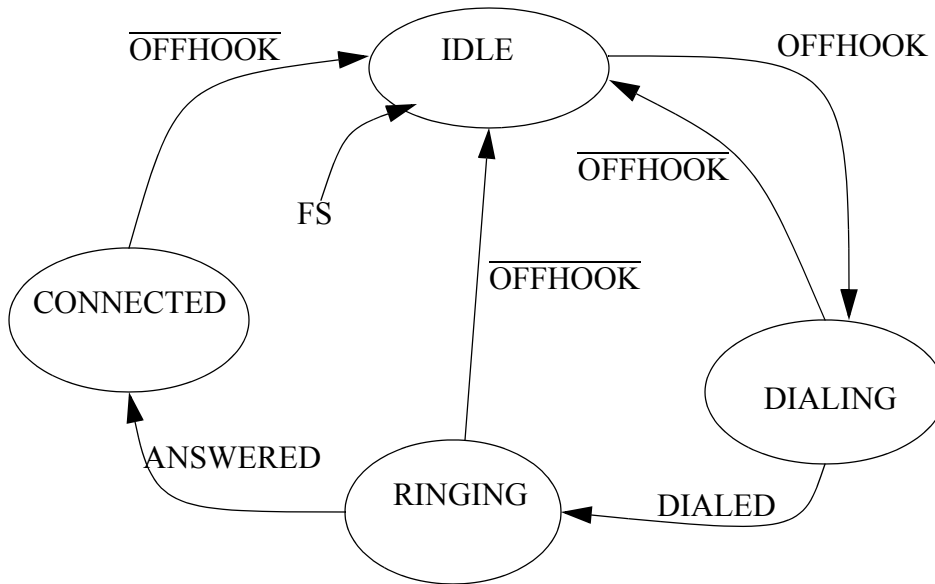 OFFHOOK
IDLE
OFFHOOK
OFFHOOK
FS
OFFHOOK
CONNECTED
DIALING
ANSWERED
RINGING
DIALED